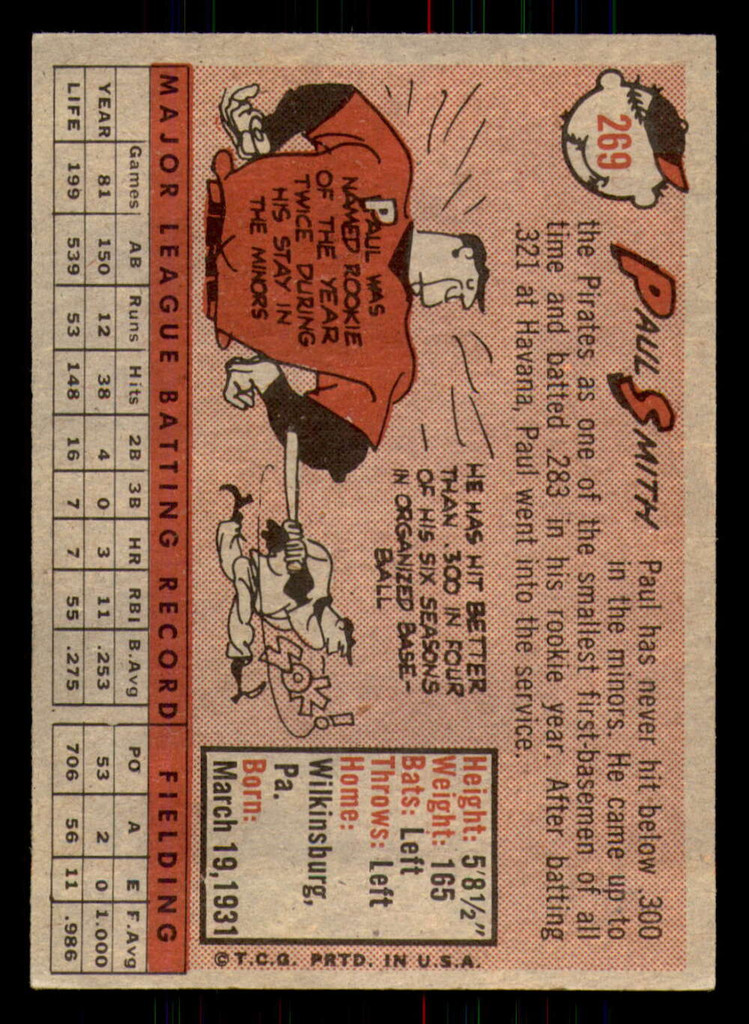 269
PAUL SMITH
Paul has never hit below .300
in the minors. He came up to
the Pirates as one of the smallest first-basemen of all
time and batted .283 in his rookie year. After batting
.321 at Havana, Paul went into the service.
P
PAUL WAS
NAMED ROOKIE
OF THE YEAR
TWICE DURING
HIS STAY IN
THE MINORS
HE HAS HIT BETTER
THAN .300 IN FOUR
OF HIS SIX SEASONS
IN ORGANIZED BASE-
BALL
ZOK!
Height: 5'8½"
Weight: 165
Bats: Left
Throws: Left
Home:
Wilkinsburg,
Pa.
Born:
March 19, 1931
©T.C.G. PRTD. IN U.S.A.
MAJOR LEAGUE BATTING RECORD FIELDING
Games AB Runs Hits 2B 3B HR RBI B.Avg PO A E F.Avg
YEAR 81 150 12 38 4 0 3 11 .253 53 2 0 1.000
LIFE 199 539 53 148 16 7 7 55 .275 706 56 11 .986